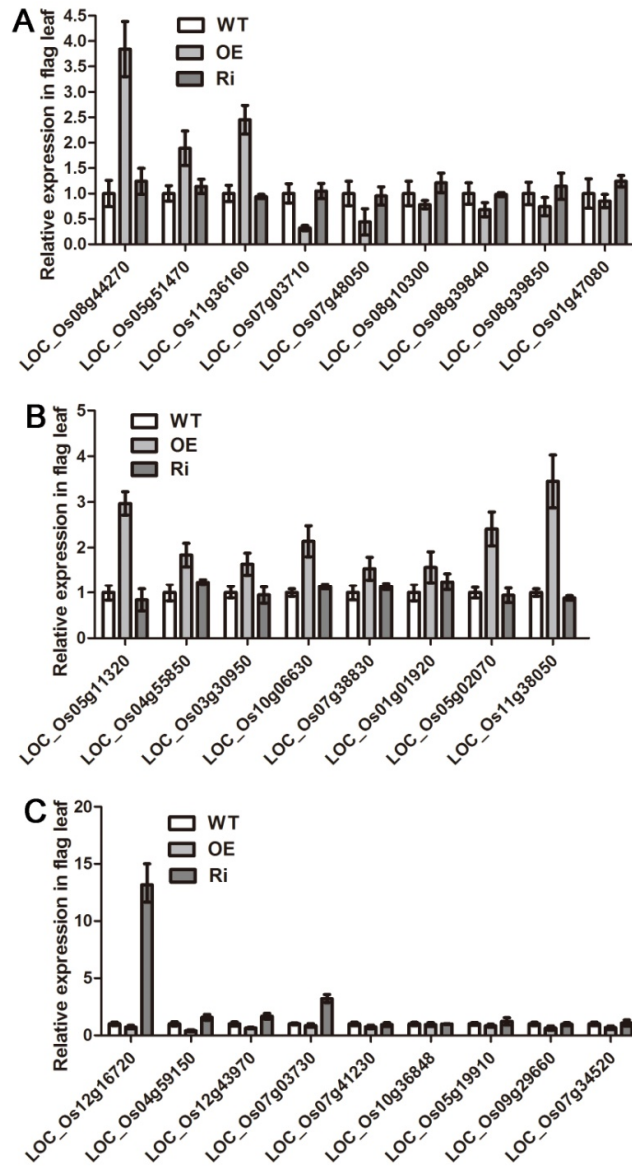 A
Relative expression in flag leaf
4.5
4.0
3.5
3.0
2.5
2.0
1.5
1.0
0.5
0.0
WT
OE
Ri
LOC_Os08g44270
LOC_Os05g51470
LOC_Os11g36160
LOC_Os07g03710
LOC_Os07g48050
LOC_Os08g10300
LOC_Os08g39840
LOC_Os08g39850
LOC_Os01g47080
B
Relative expression in flag leaf
5
4
3
2
1
0
WT
OE
Ri
LOC_Os05g11320
LOC_Os04g55850
LOC_Os03g30950
LOC_Os10g06630
LOC_Os07g38830
LOC_Os01g01920
LOC_Os05g02070
LOC_Os11g38050
C
Relative expression in flag leaf
20
15
10
5
0
WT
OE
Ri
LOC_Os12g16720
LOC_Os04g59150
LOC_Os12g43970
LOC_Os07g03730
LOC_Os07g41230
LOC_Os10g36848
LOC_Os05g19910
LOC_Os09g29660
LOC_Os07g34520